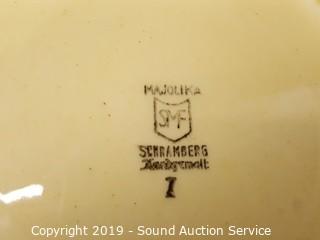 MAJOLIKA
SMF
SCHRAMBERG
Handgemalt
I
Copyright 2019 - Sound Auction Service